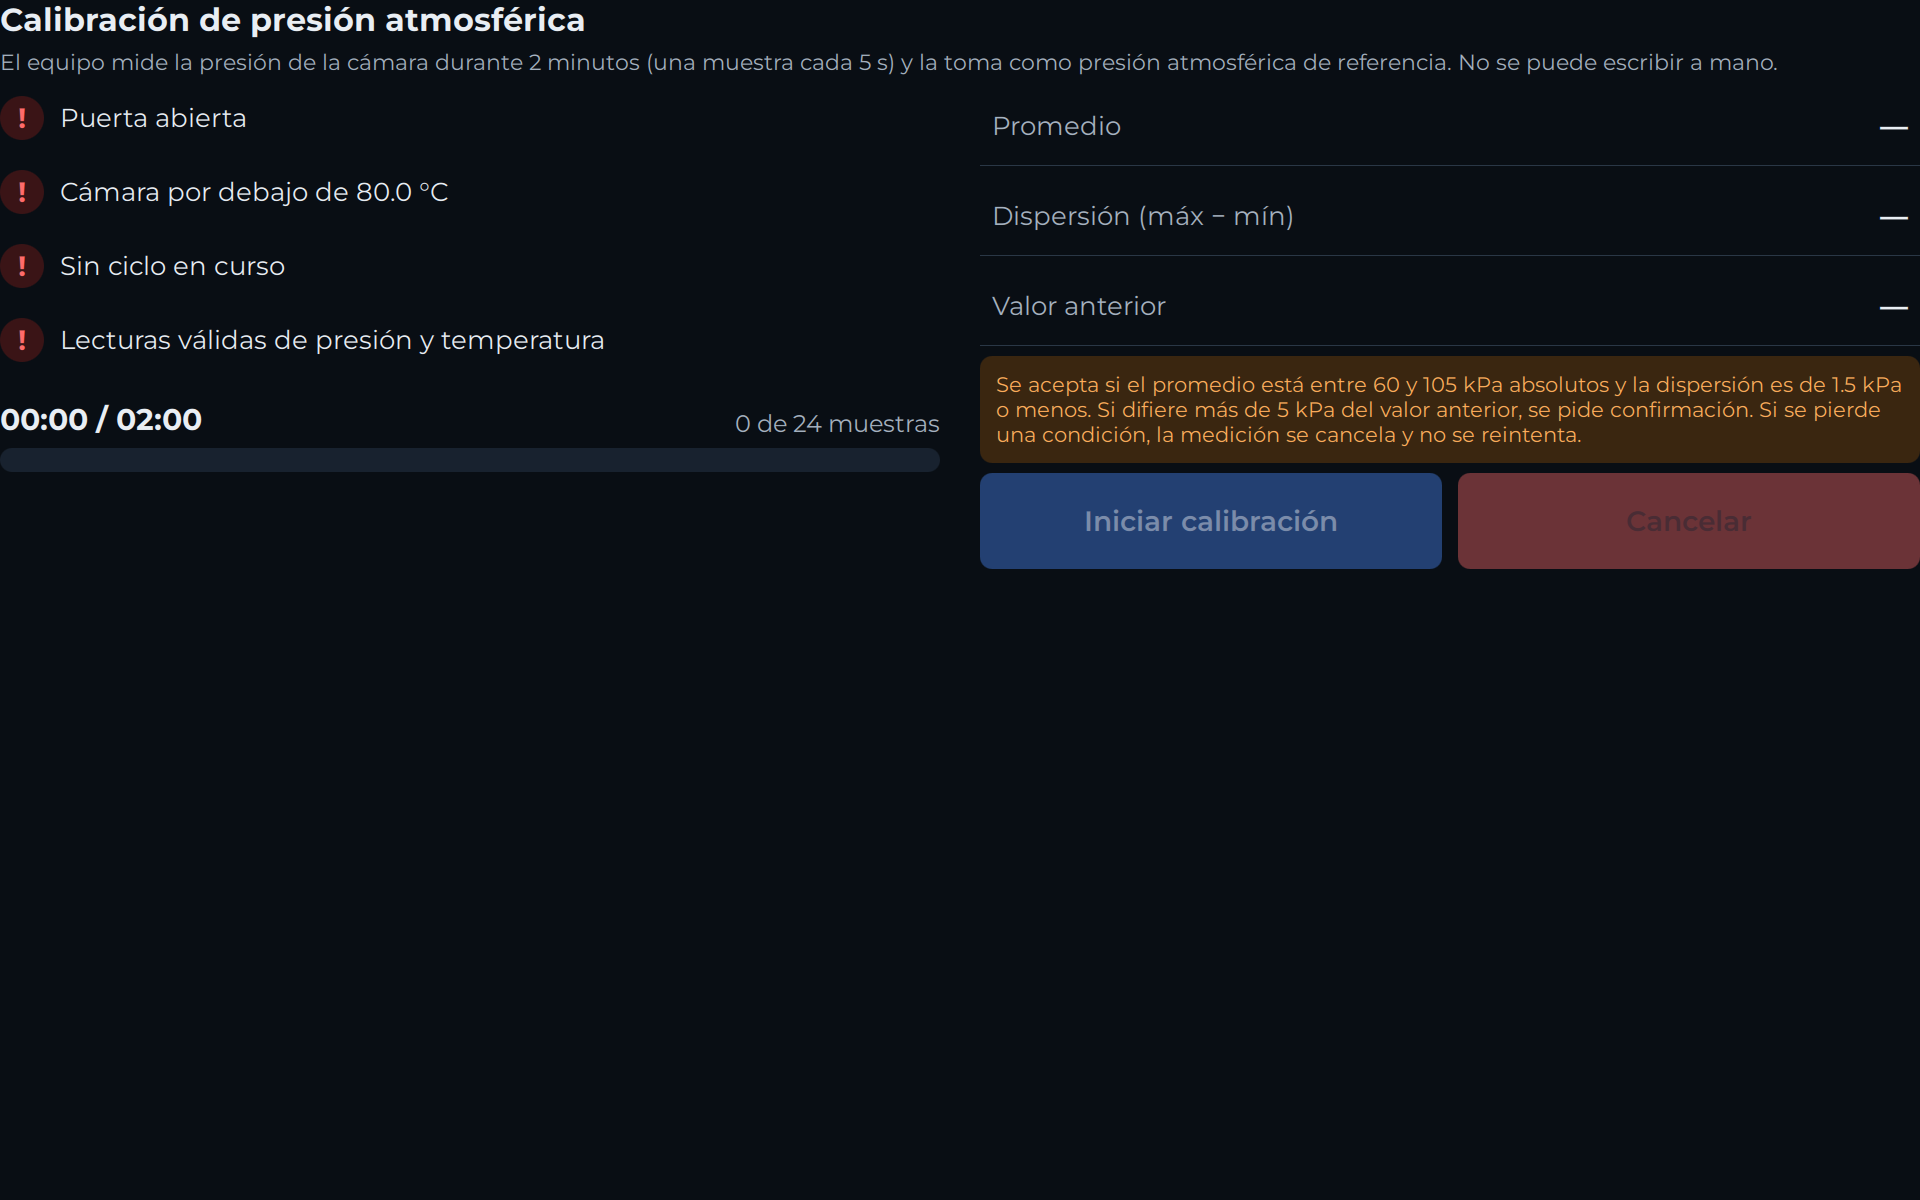 Calibración de presión atmosférica
El equipo mide la presión de la cámara durante 2 minutos (una muestra cada 5 s) y la toma como presión atmosférica de referencia. No se puede escribir a mano.
! Puerta abierta
! Cámara por debajo de 80.0 °C
! Sin ciclo en curso
! Lecturas válidas de presión y temperatura
00:00 / 02:00
0 de 24 muestras
Promedio —
Dispersión (máx − mín) —
Valor anterior —
Se acepta si el promedio está entre 60 y 105 kPa absolutos y la dispersión es de 1.5 kPa
o menos. Si difiere más de 5 kPa del valor anterior, se pide confirmación. Si se pierde
una condición, la medición se cancela y no se reintenta.
Iniciar calibración
Cancelar